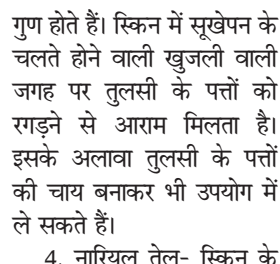 गुण होते हैं। स्किन में सूखेपन के
चलते होने वाली खुजली वाली
जगह पर तुलसी के पत्तों को
रगड़ने से आराम मिलता है।
इसके अलावा तुलसी के पत्तों
की चाय बनाकर भी उपयोग में
ले सकते हैं।
4. नारियल तेल- स्किन के